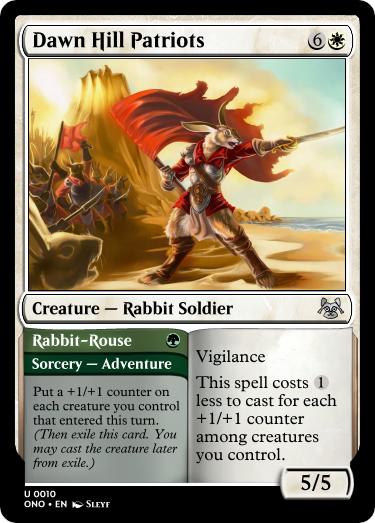 Dawn Hill Patriots 6
Creature — Rabbit Soldier
Rabbit-Rouse
Sorcery — Adventure
Put a +1/+1 counter on
each creature you control
that entered this turn.
(Then exile this card. You
may cast the creature later
from exile.)
Vigilance
This spell costs 1
less to cast for each
+1/+1 counter
among creatures
you control.
5/5
U 0010
ONO • EN Sleyf